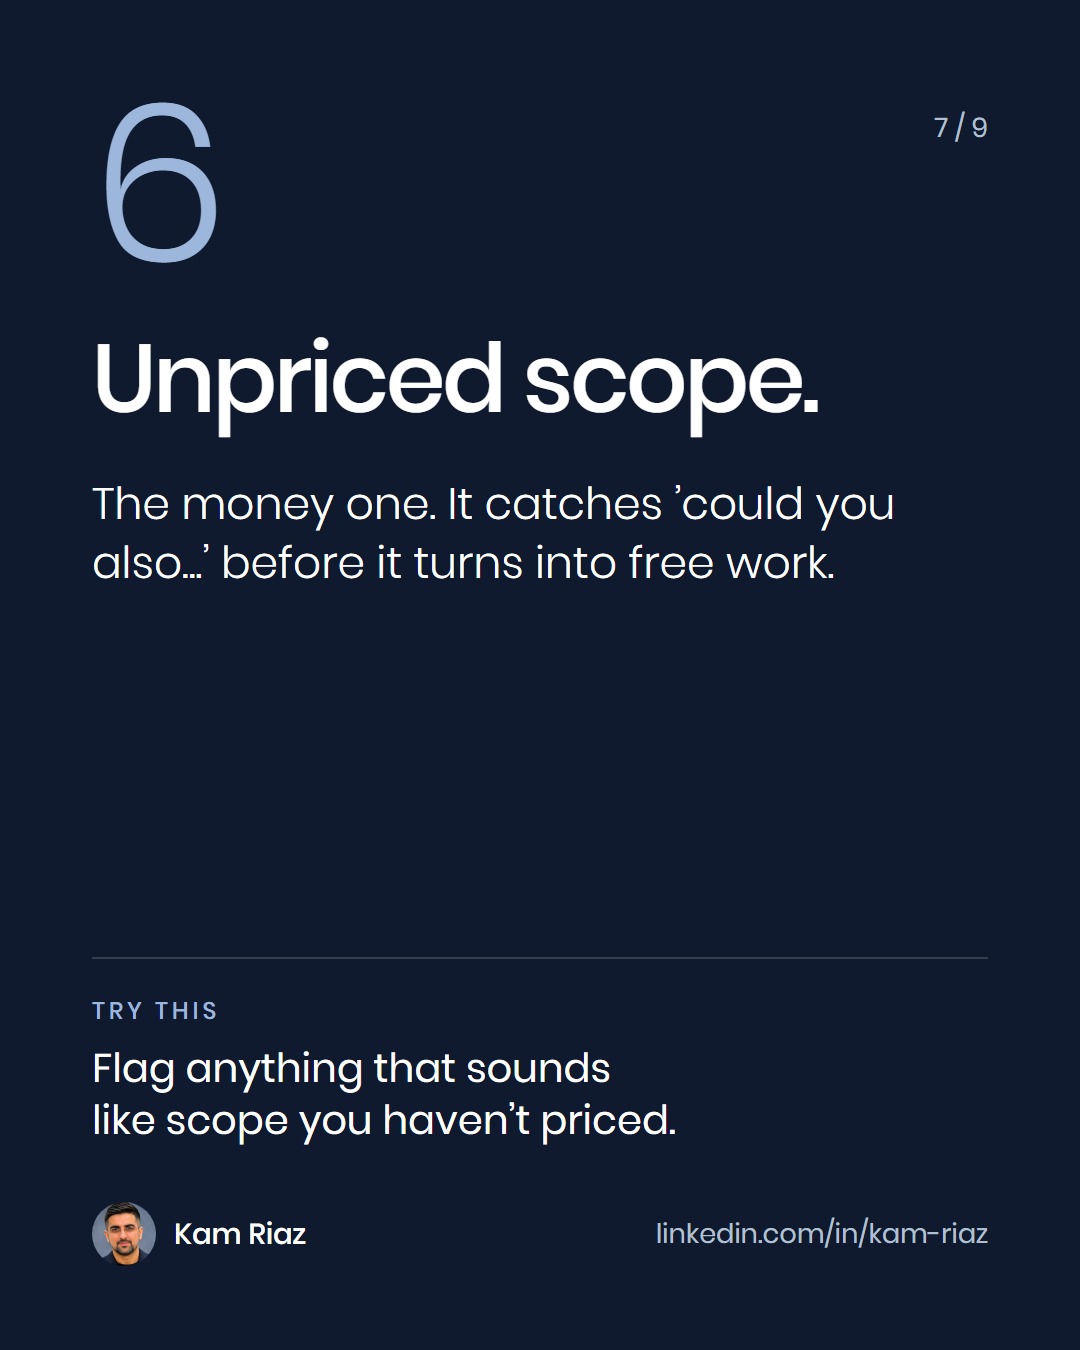 6
7 / 9
Unpriced scope.
The money one. It catches ’could you
also...’ before it turns into free work.
TRY THIS
Flag anything that sounds
like scope you haven’t priced.
Kam Riaz
linkedin.com/in/kam-riaz